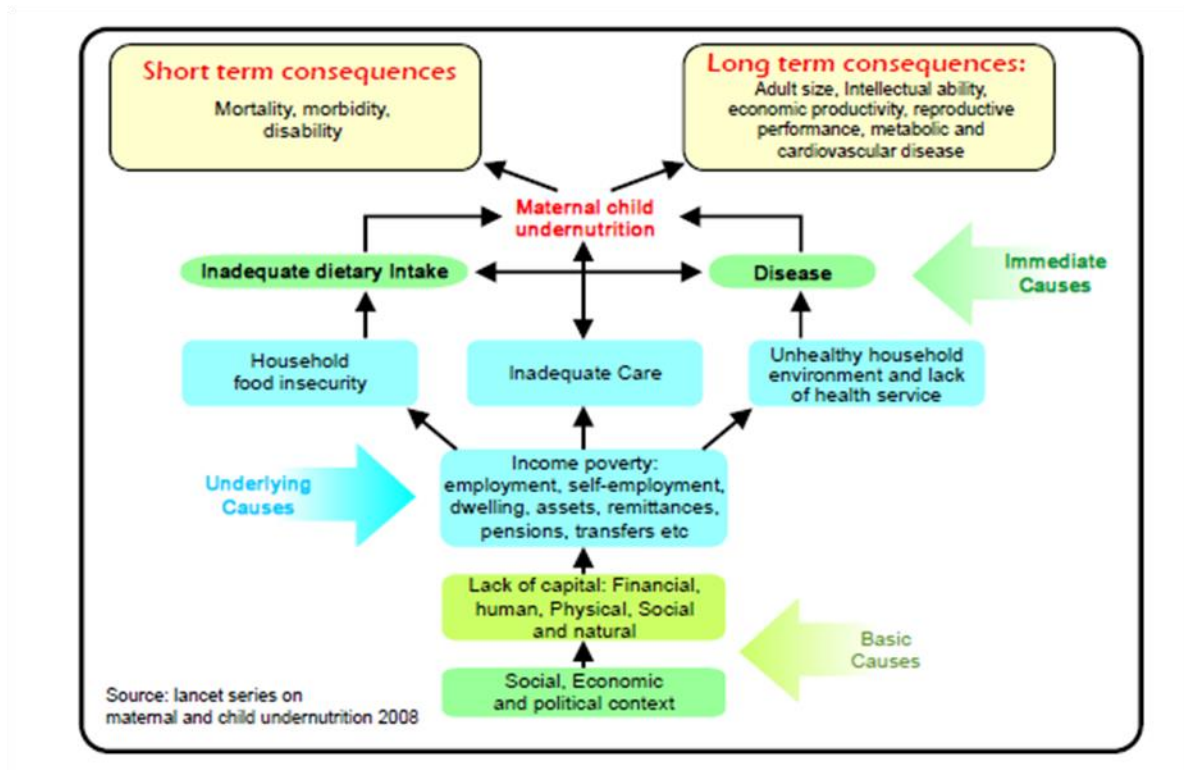 Short term consequences
Mortality, morbidity,
disability
Long term consequences:
Adult size, Intellectual ability,
economic productivity, reproductive
performance, metabolic and
cardiovascular disease
Maternal child
undernutrition
Inadequate dietary Intake
Disease
Immediate
Causes
Household
food insecurity
Inadequate Care
Unhealthy household
environment and lack
of health service
Underlying
Causes
Income poverty:
employment, self-employment,
dwelling, assets, remittances,
pensions, transfers etc
Lack of capital: Financial,
human, Physical, Social
and natural
Basic
Causes
Social, Economic
and political context
Source: lancet series on
maternal and child undernutrition 2008